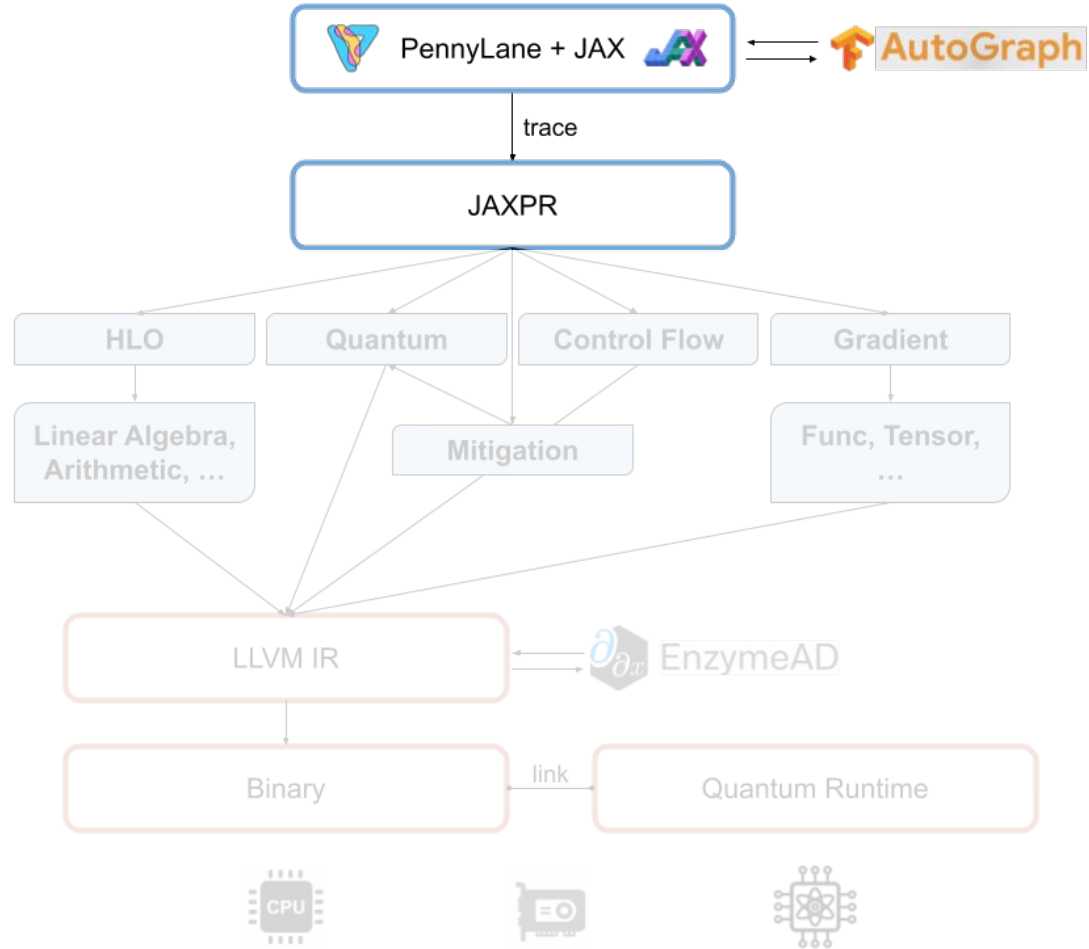 PennyLane + JAX
JAX
AutoGraph
trace
JAXPR
HLO
Quantum
Control Flow
Gradient
Linear Algebra,
Arithmetic, …
Mitigation
Func, Tensor,
…
LLVM IR
∂
∂x
EnzymeAD
Binary
link
Quantum Runtime
CPU